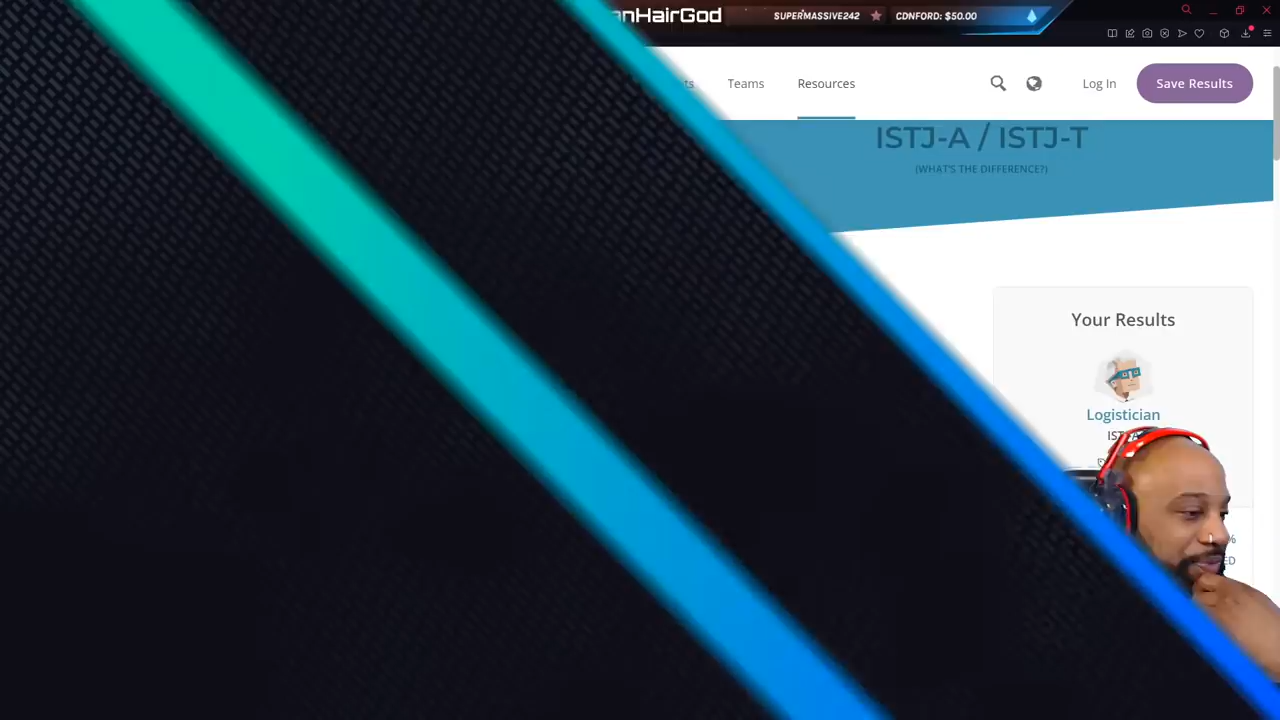 SUPERMASSIVE242
CDNFORD: $50.00
Teams
Resources
Log In
Save Results
ISTJ-A / ISTJ-T
(WHAT'S THE DIFFERENCE?)
Your Results
Logistician